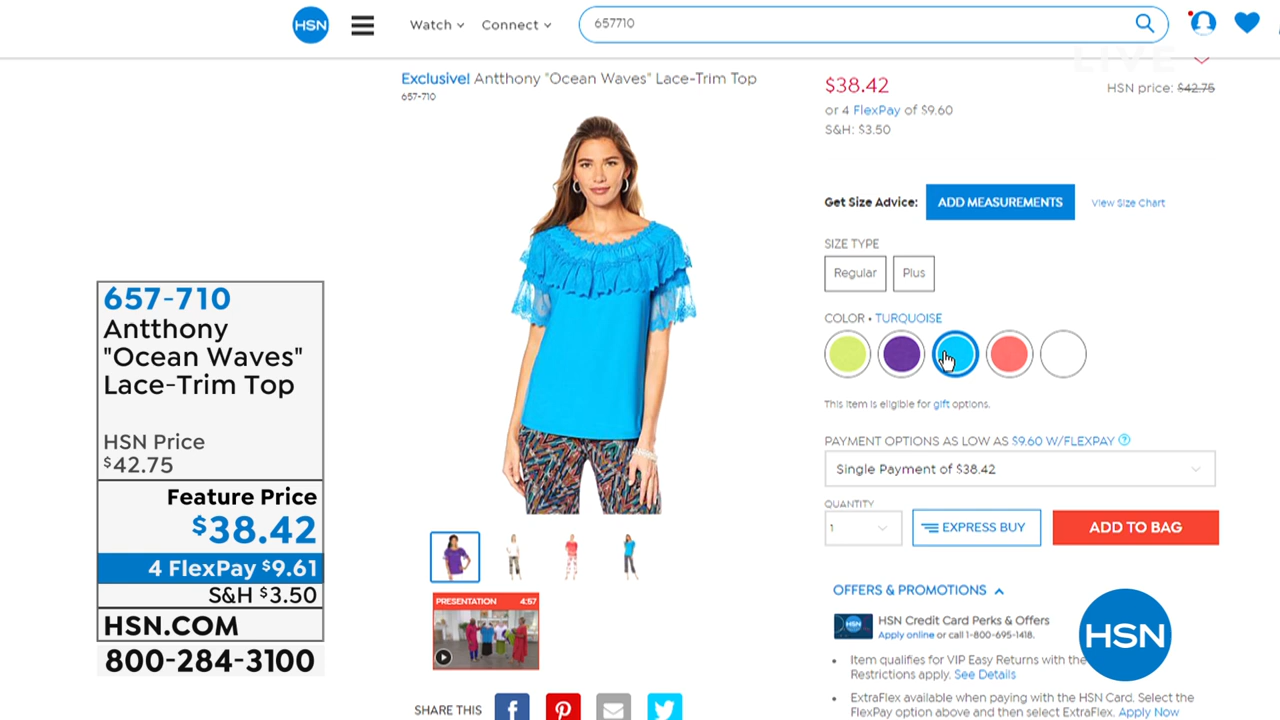 HSN
Watch
Connect
657710
LIVE
Exclusive! Antthony "Ocean Waves" Lace-Trim Top
657-710
$38.42
HSN price: $42.75
or 4 FlexPay of $9.60
S&H: $3.50
Get Size Advice:
ADD MEASUREMENTS
View Size Chart
SIZE TYPE
Regular
Plus
COLOR • TURQUOISE
This item is eligible for gift options.
PAYMENT OPTIONS AS LOW AS $9.60 W/FLEXPAY ?
Single Payment of $38.42
QUANTITY
1
EXPRESS BUY
ADD TO BAG
657-710
Antthony
"Ocean Waves"
Lace-Trim Top
HSN Price
$42.75
Feature Price
$38.42
4 FlexPay $9.61
S&H $3.50
HSN.COM
800-284-3100
PRESENTATION 4:57
SHARE THIS
OFFERS & PROMOTIONS
HSN
HSN Credit Card Perks & Offers
Apply online or call 1-800-695-1418.
• Item qualifies for VIP Easy Returns with the
Restrictions apply. See Details
• ExtraFlex available when paying with the HSN Card. Select the
FlexPay option above and then select ExtraFlex. Apply Now
HSN